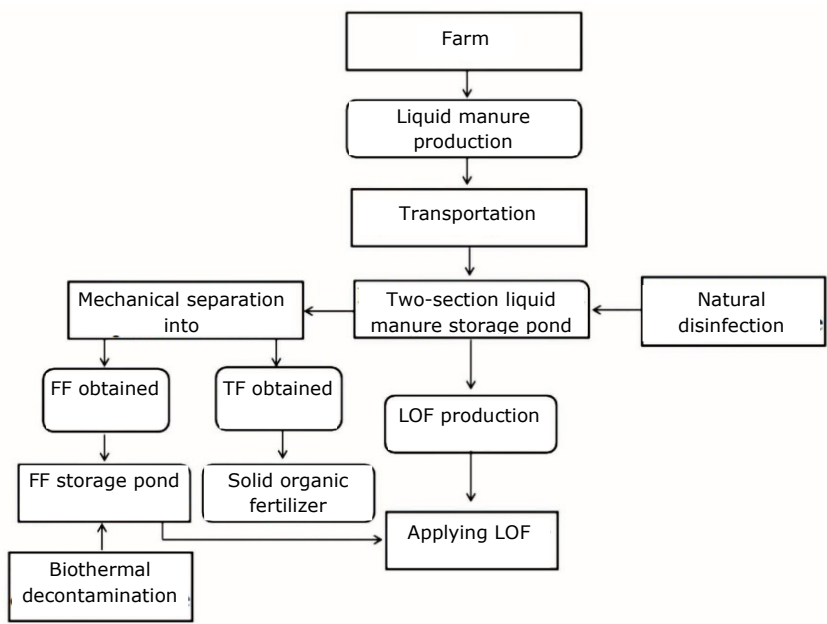 Farm
Liquid manure
production
Transportation
Mechanical separation
into
Two-section liquid
manure storage pond
Natural
disinfection
FF obtained
TF obtained
LOF production
FF storage pond
Solid organic
fertilizer
Applying LOF
Biothermal
decontamination